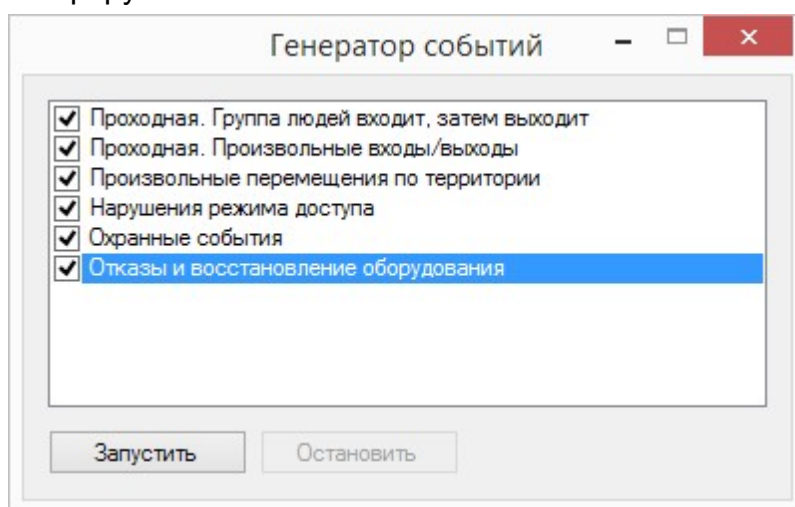 Генератор событий
Проходная. Группа людей входит, затем выходит
Проходная. Произвольные входы/выходы
Произвольные перемещения по территории
Нарушения режима доступа
Охранные события
Отказы и восстановление оборудования
Запустить
Остановить